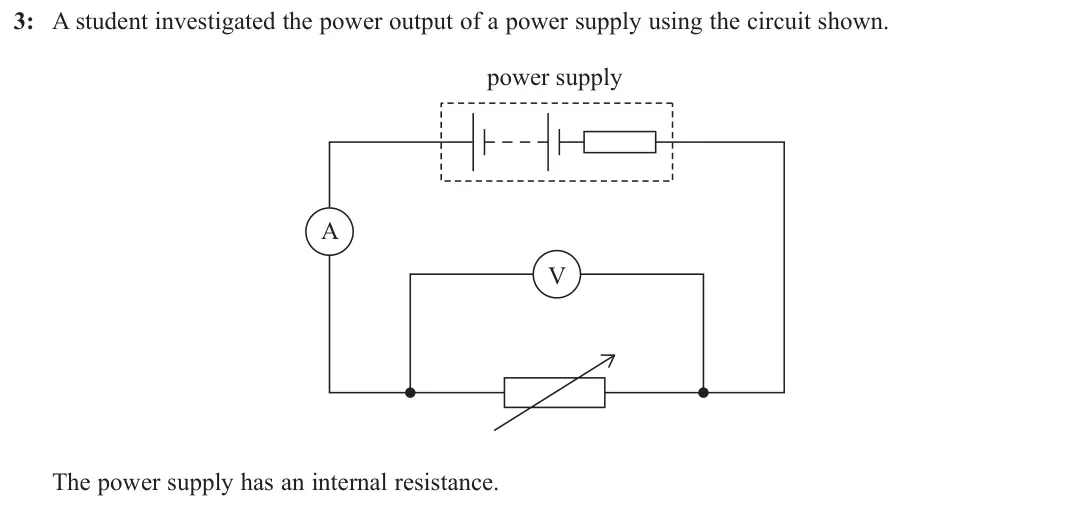 3: A student investigated the power output of a power supply using the circuit shown.
power supply
A
V
The power supply has an internal resistance.